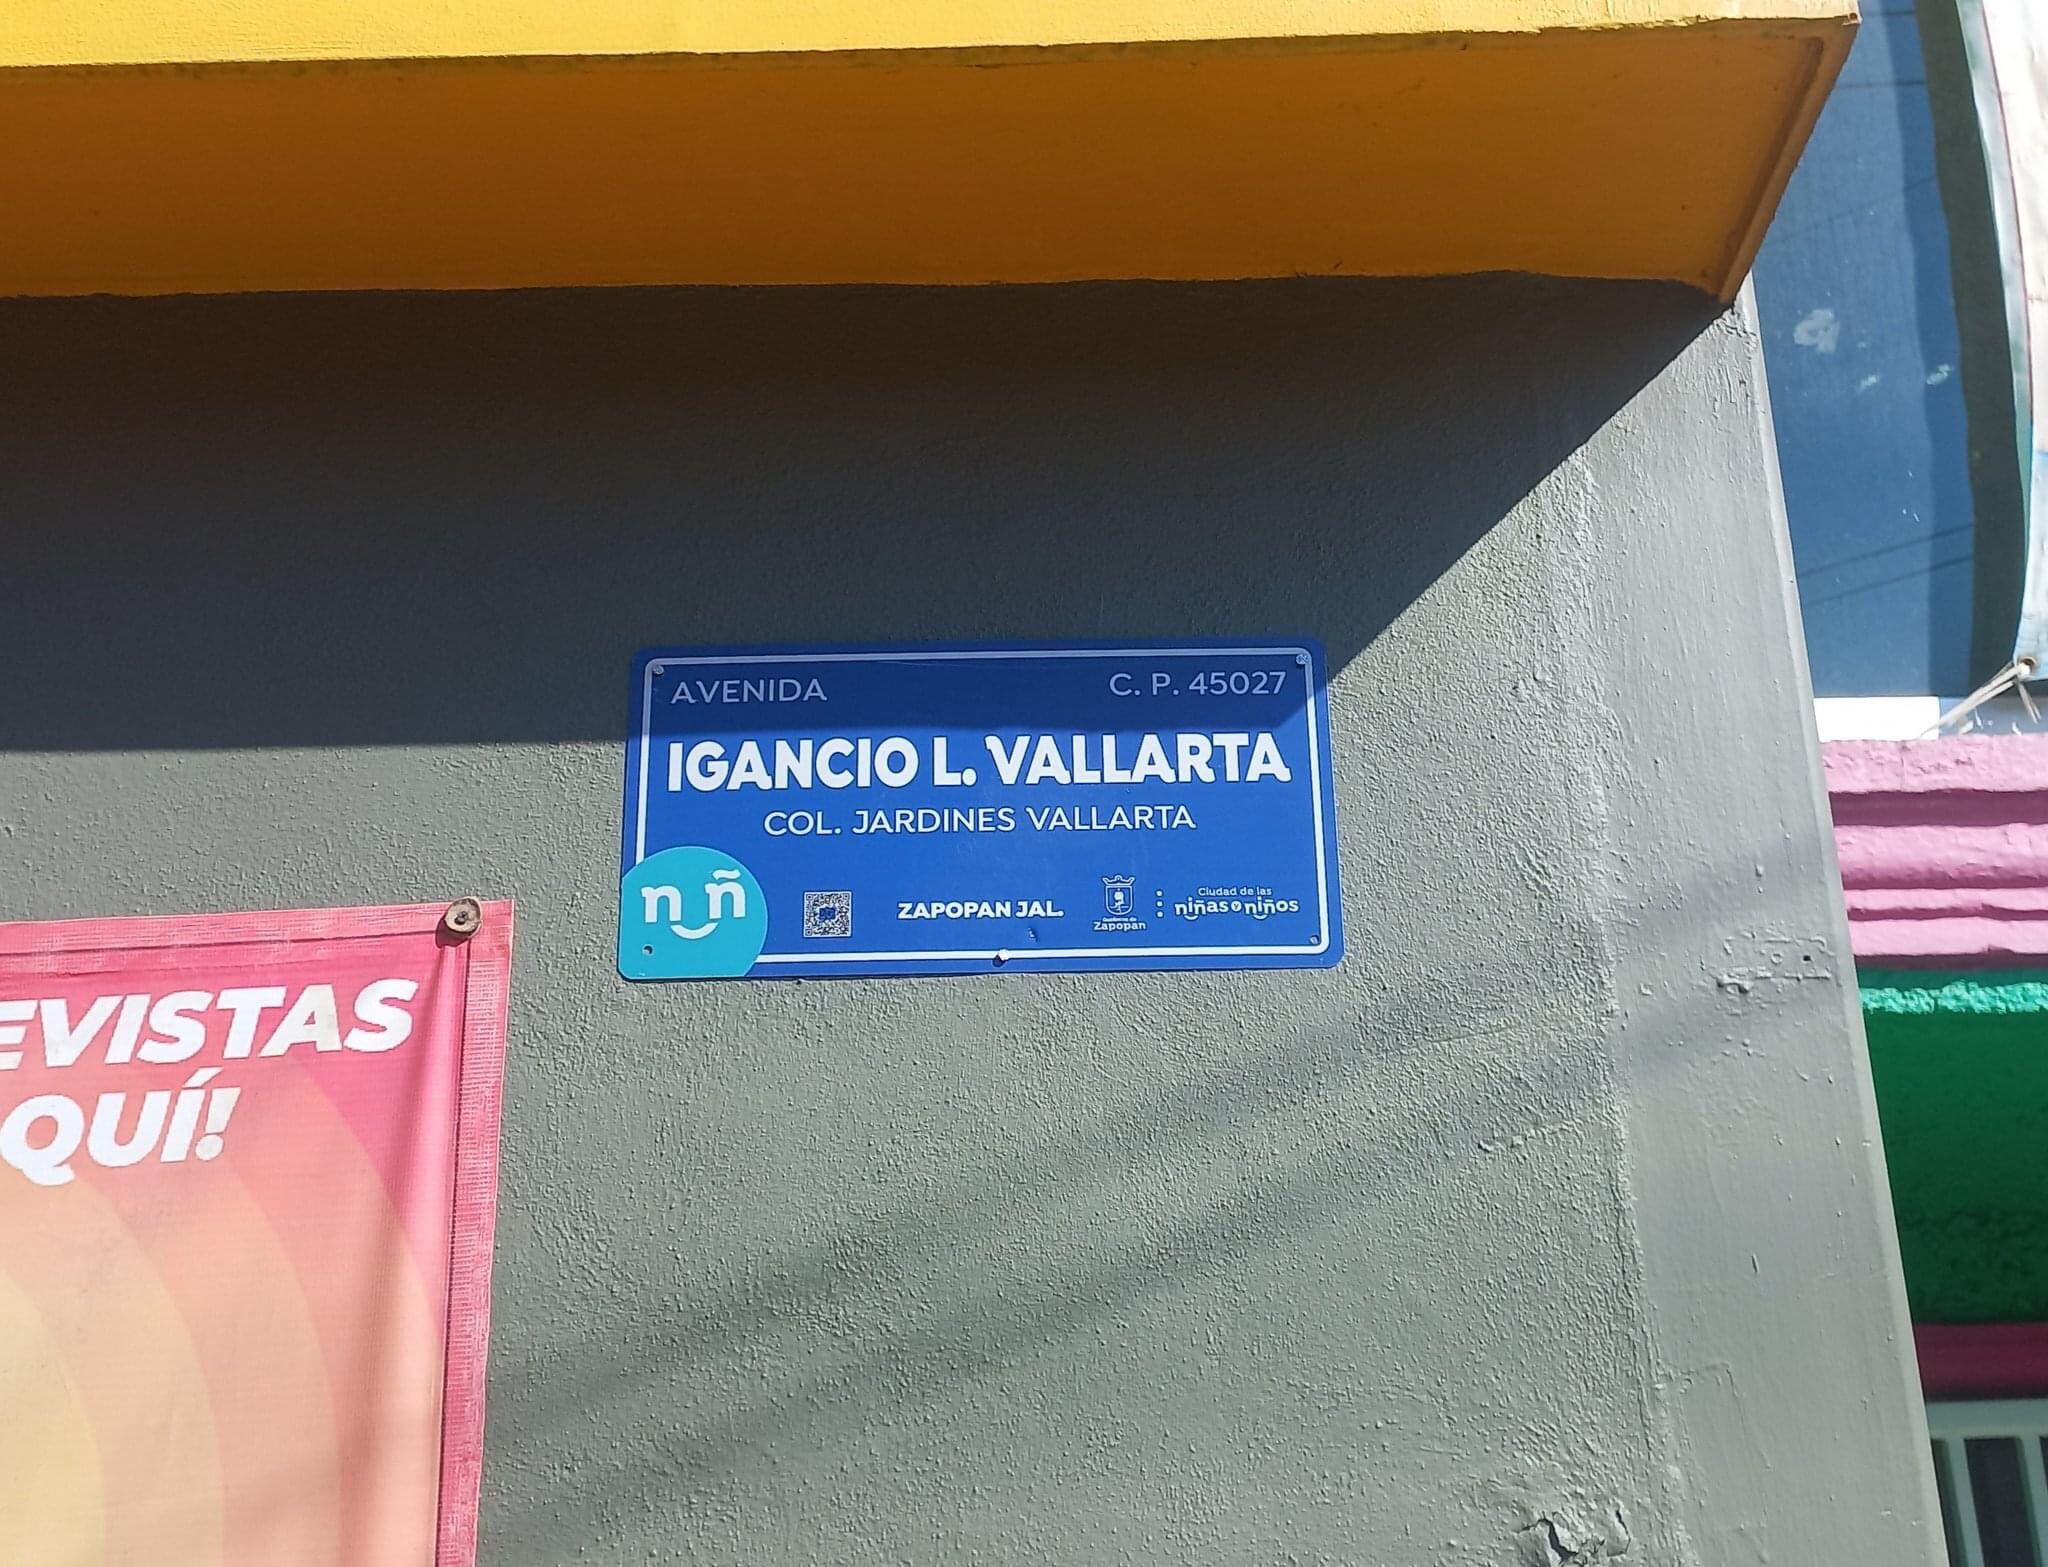 AVENIDA
C. P. 45027
IGANCIO L. VALLARTA
COL. JARDINES VALLARTA
nuñ
ZAPOPAN JAL.
Gobierno de
Zapopan
Ciudad de las
niñas y niños
EVISTAS
QUÍ!